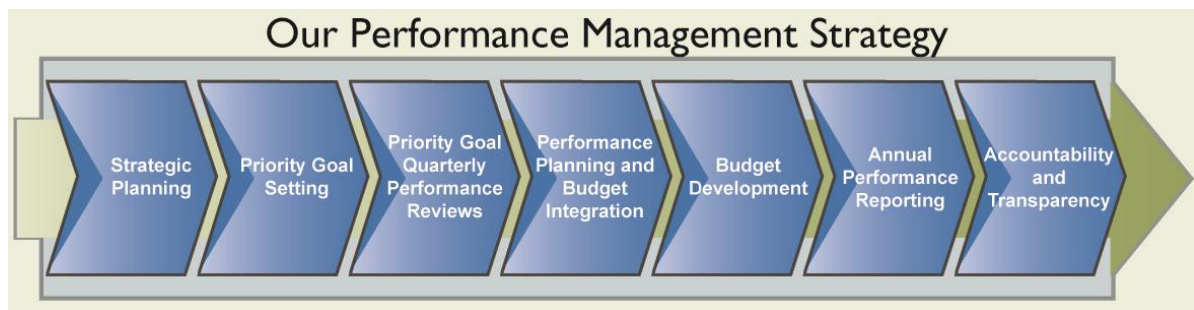 Our Performance Management Strategy
Strategic
Planning
Priority Goal
Setting
Priority Goal
Quarterly
Performance
Reviews
Performance
Planning and
Budget
Integration
Budget
Development
Annual
Performance
Reporting
Accountability
and
Transparency